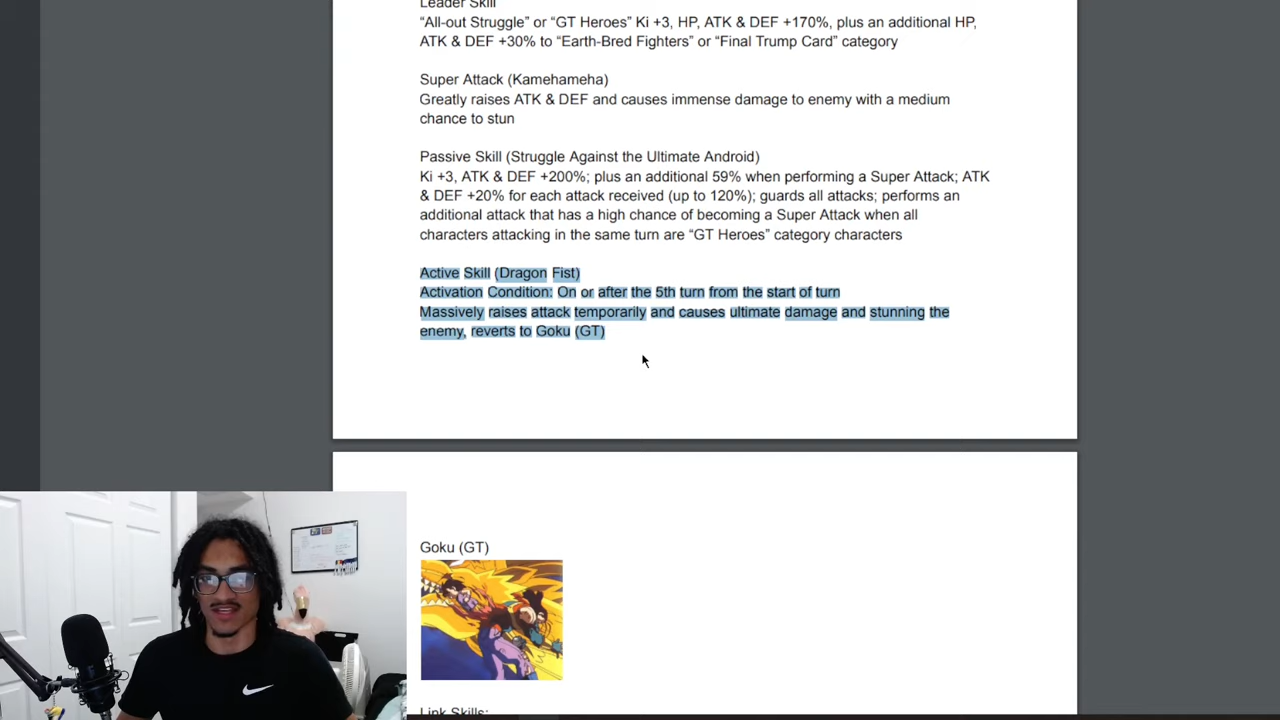 Leader Skill
“All-out Struggle” or “GT Heroes” Ki +3, HP, ATK & DEF +170%, plus an additional HP,
ATK & DEF +30% to “Earth-Bred Fighters” or “Final Trump Card” category
Super Attack (Kamehameha)
Greatly raises ATK & DEF and causes immense damage to enemy with a medium
chance to stun
Passive Skill (Struggle Against the Ultimate Android)
Ki +3, ATK & DEF +200%; plus an additional 59% when performing a Super Attack; ATK
& DEF +20% for each attack received (up to 120%); guards all attacks; performs an
additional attack that has a high chance of becoming a Super Attack when all
characters attacking in the same turn are “GT Heroes” category characters
Active Skill (Dragon Fist)
Activation Condition: On or after the 5th turn from the start of turn
Massively raises attack temporarily and causes ultimate damage and stunning the
enemy, reverts to Goku (GT)
Goku (GT)
Link Skills: